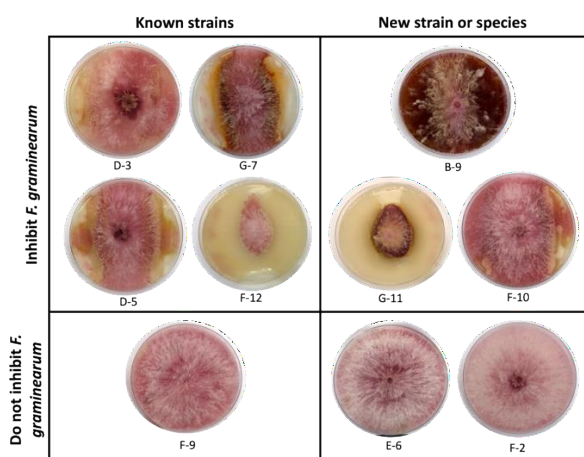 Known strains
New strain or species
Inhibit F. graminearum
D-3
G-7
B-9
D-5
F-12
G-11
F-10
Do not inhibit F.
graminearum
F-9
E-6
F-2